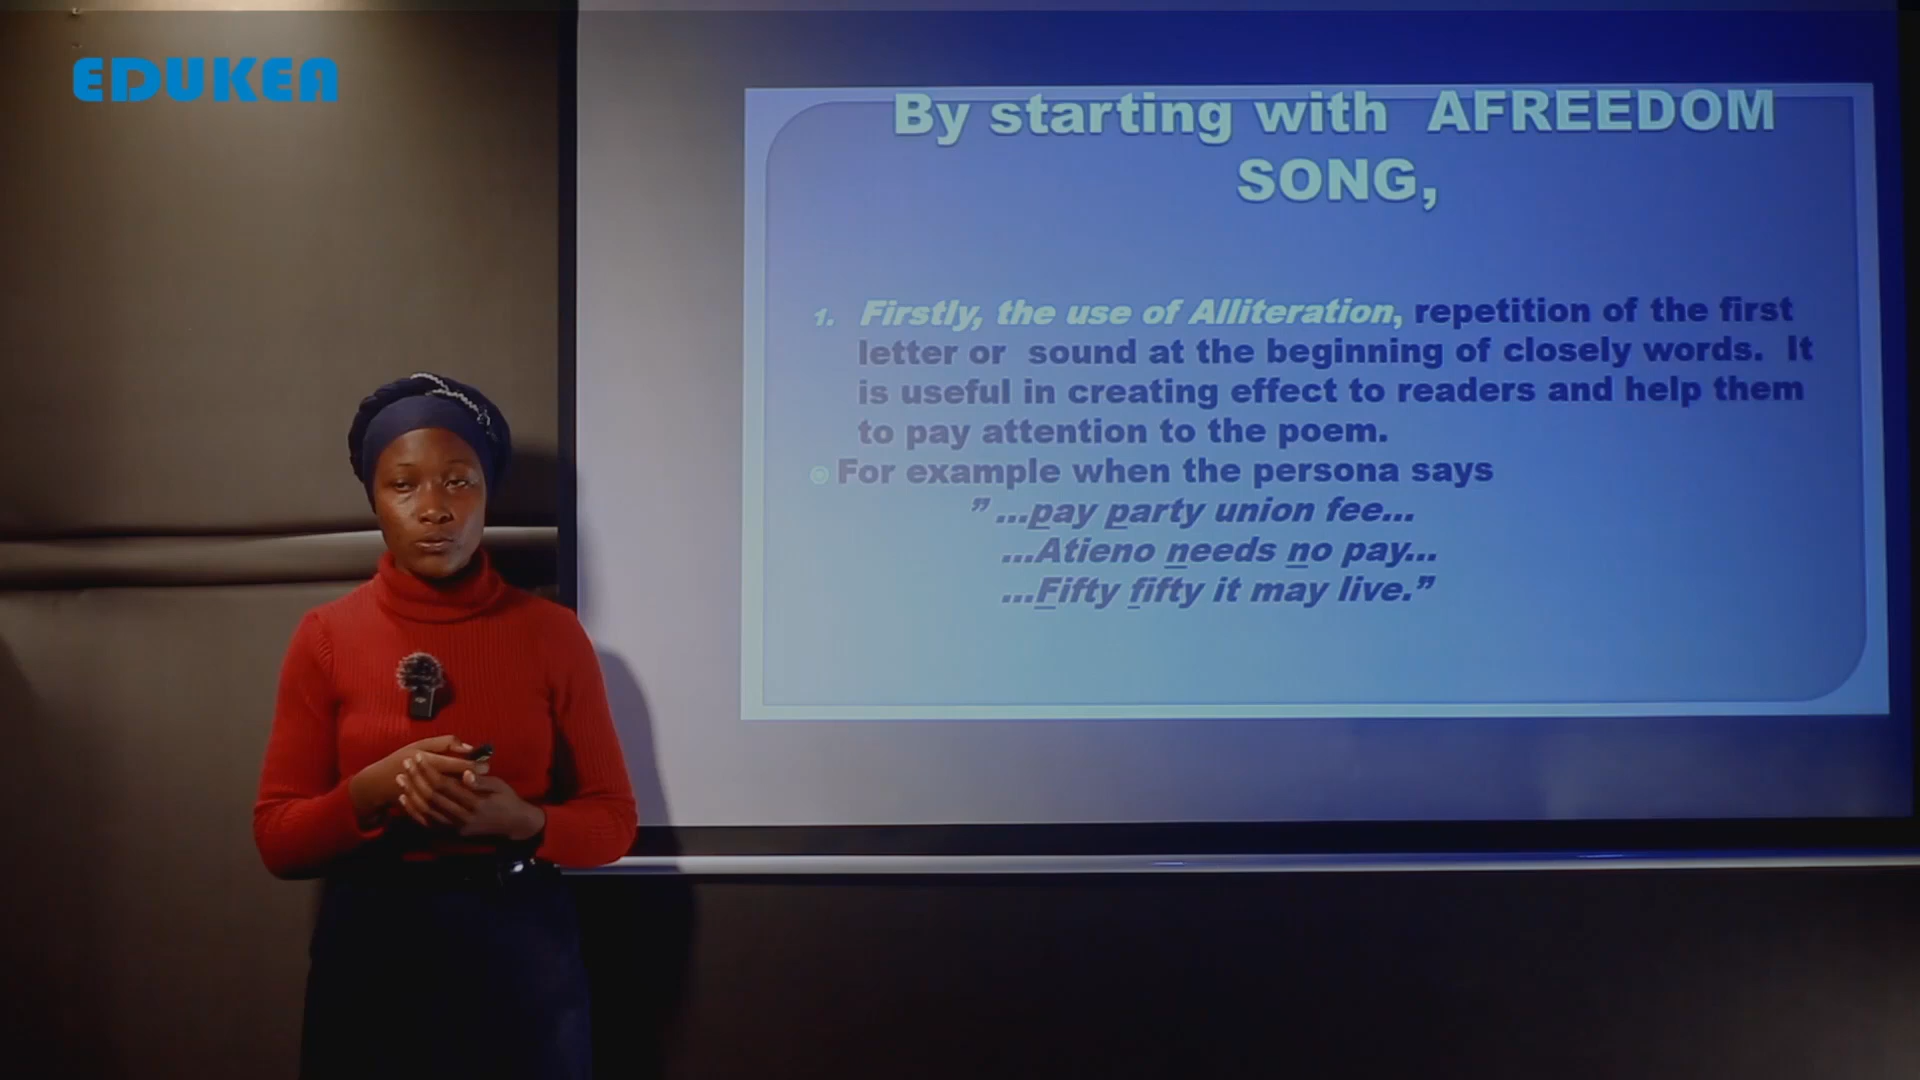 EDUKEA
By starting with AFREEDOM
SONG,
1. Firstly, the use of Alliteration, repetition of the first
letter or sound at the beginning of closely words. It
is useful in creating effect to readers and help them
to pay attention to the poem.
For example when the persona says
” ...pay party union fee...
...Atieno needs no pay...
...Fifty fifty it may live.”